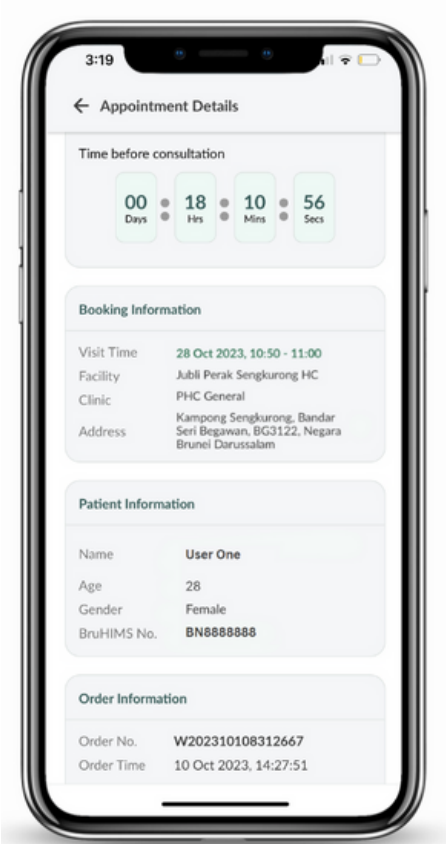 3:19
← Appointment Details
Time before consultation
00 : 18 : 10 : 56
Days Hrs Mins Secs
Booking Information
Visit Time 28 Oct 2023, 10:50 - 11:00
Facility Jubli Perak Sengkurong HC
Clinic PHC General
Address Kampong Sengkurong, Bandar
Seri Begawan, BG3122, Negara
Brunei Darussalam
Patient Information
Name User One
Age 28
Gender Female
BruHIMS No. BN8888888
Order Information
Order No. W202310108312667
Order Time 10 Oct 2023, 14:27:51